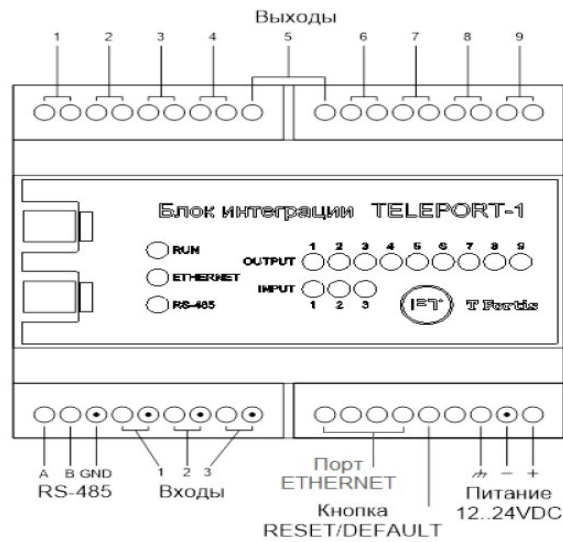 Выходы
1 2 3 4 5 6 7 8 9
Блок интеграции TELEPORT-1
RUN
ETHERNET
RS-485
1 2 3 4 5 6 7 8 9
OUTPUT
INPUT
1 2 3
T Fortis
A B GND 1 2 3
RS-485 Входы
Порт
ETHERNET
Кнопка
RESET/DEFAULT
– +
Питание
12..24VDC